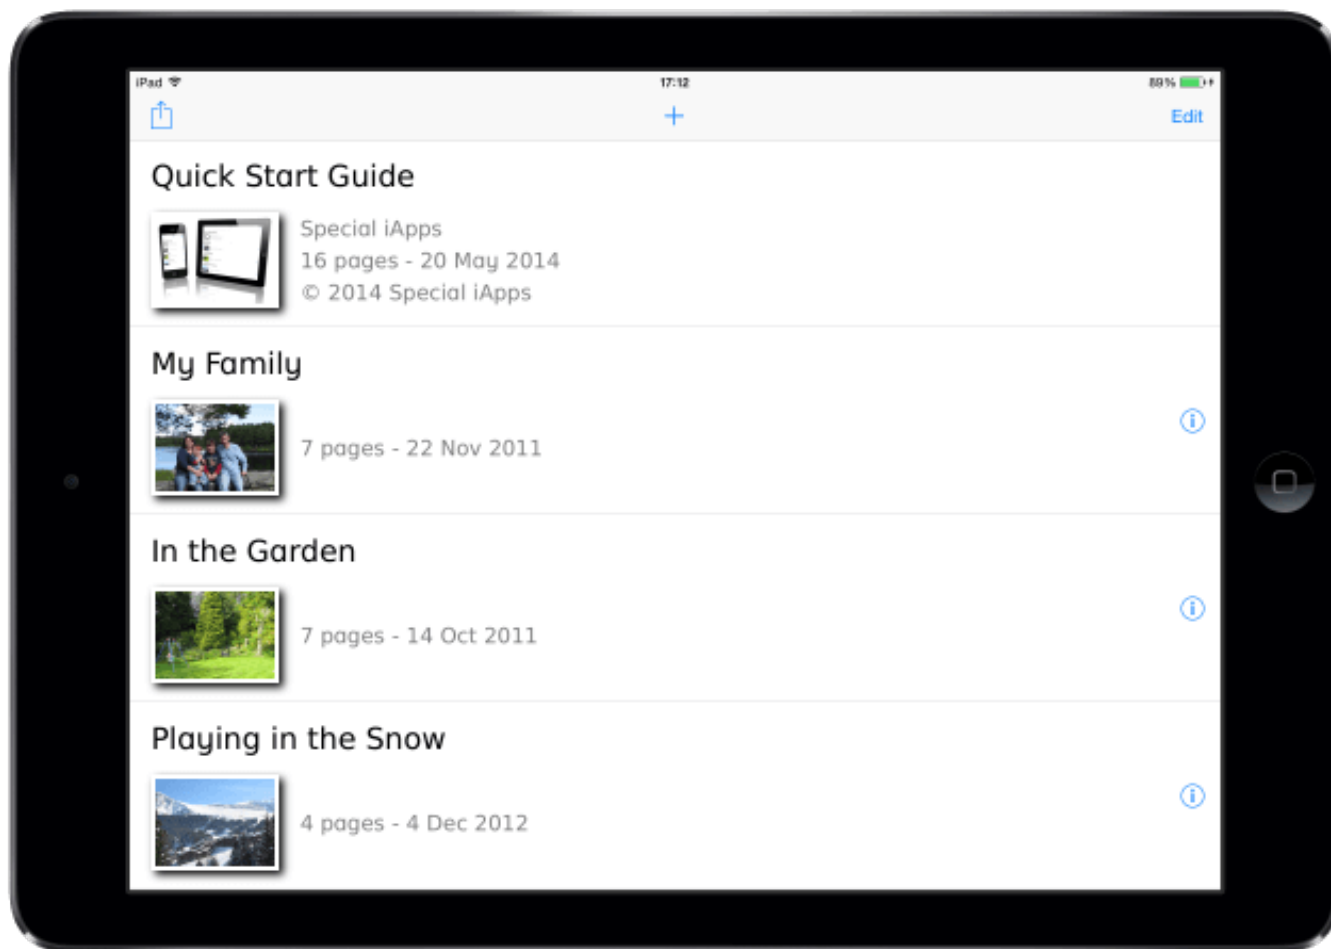 iPad 17:12 89%
Edit
Quick Start Guide
Special iApps
16 pages - 20 May 2014
© 2014 Special iApps
My Family
7 pages - 22 Nov 2011
In the Garden
7 pages - 14 Oct 2011
Playing in the Snow
4 pages - 4 Dec 2012